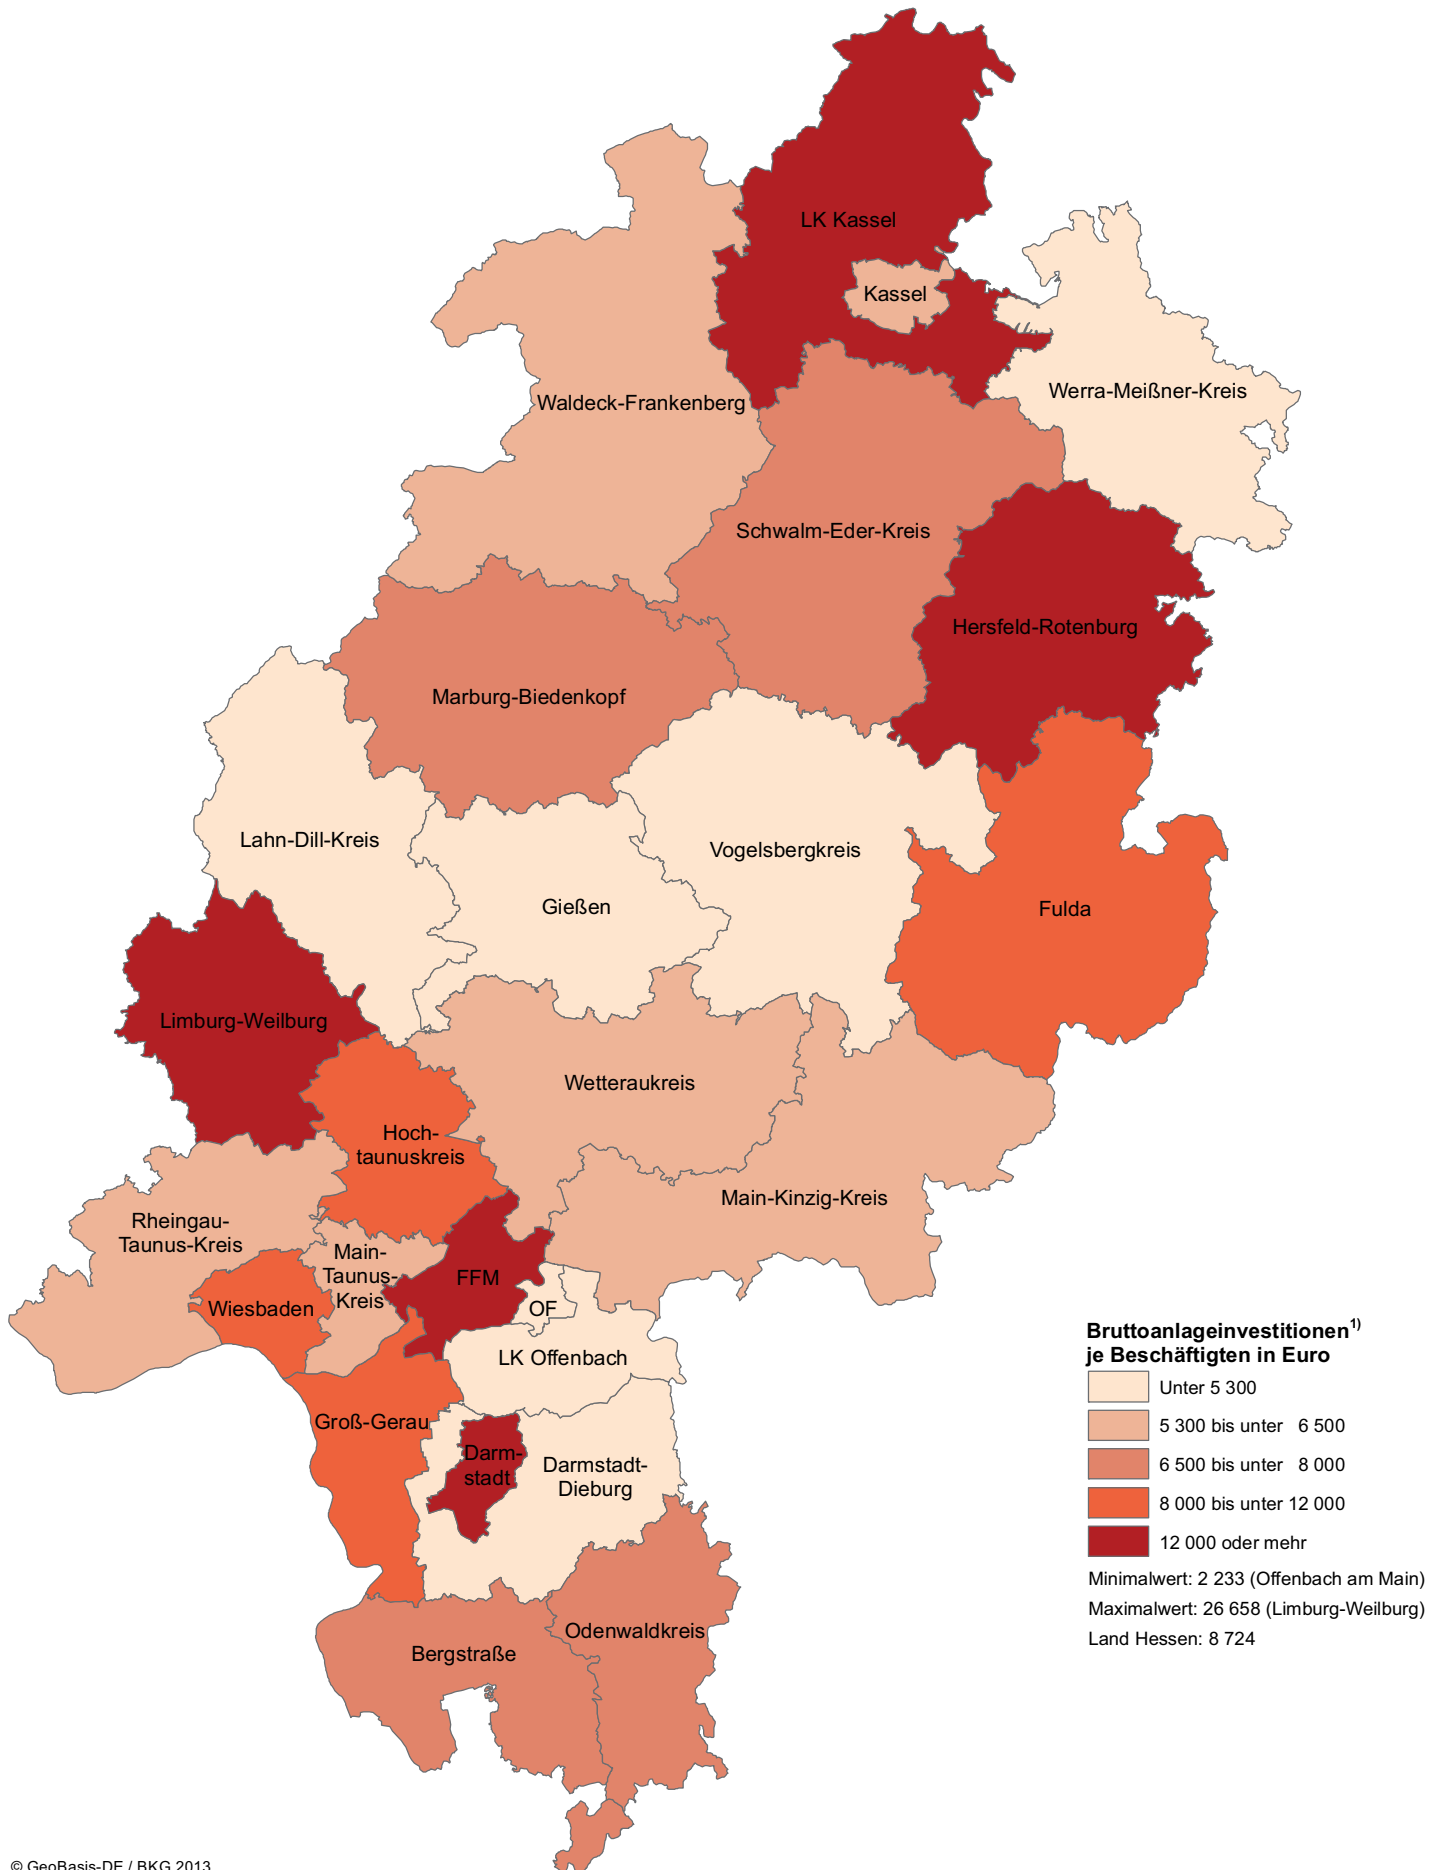 LK Kassel
Kassel
Werra-Meißner-Kreis
Waldeck-Frankenberg
Schwalm-Eder-Kreis
Hersfeld-Rotenburg
Marburg-Biedenkopf
Lahn-Dill-Kreis
Vogelsbergkreis
Gießen
Fulda
Limburg-Weilburg
Wetteraukreis
Hoch-
taunuskreis
Main-Kinzig-Kreis
Rheingau-
Taunus-Kreis
Main-
Taunus-
Kreis
FFM
Wiesbaden
OF
LK Offenbach
Groß-Gerau
Darm-
stadt
Darmstadt-
Dieburg
Odenwaldkreis
Bergstraße
Bruttoanlageinvestitionen1)
je Beschäftigten in Euro
Unter 5 300
5 300 bis unter 6 500
6 500 bis unter 8 000
8 000 bis unter 12 000
12 000 oder mehr
Minimalwert: 2 233 (Offenbach am Main)
Maximalwert: 26 658 (Limburg-Weilburg)
Land Hessen: 8 724
© GeoBasis-DE / BKG 2013